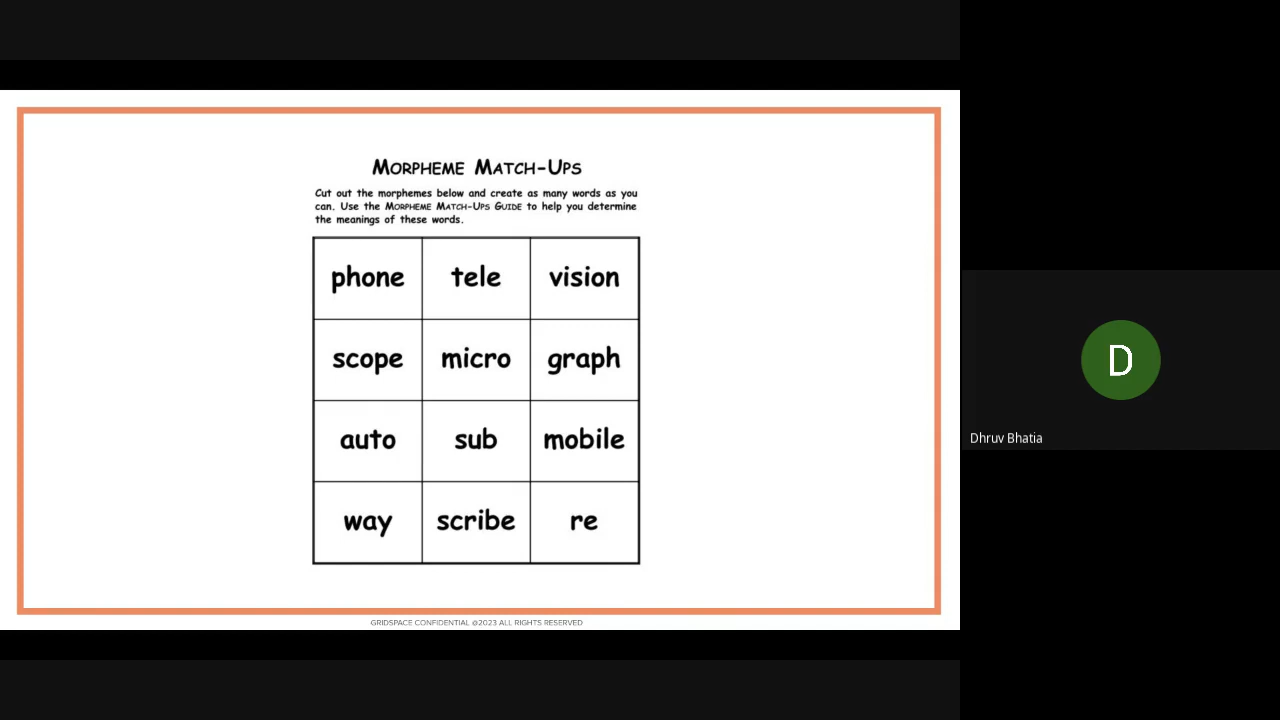 Morpheme Match-Ups
Cut out the morphemes below and create as many words as you
can. Use the Morpheme Match-Ups Guide to help you determine
the meanings of these words.
phone tele vision
scope micro graph
auto sub mobile
way scribe re
GRIDSPACE CONFIDENTIAL @2023 ALL RIGHTS RESERVED
D
Dhruv Bhatia